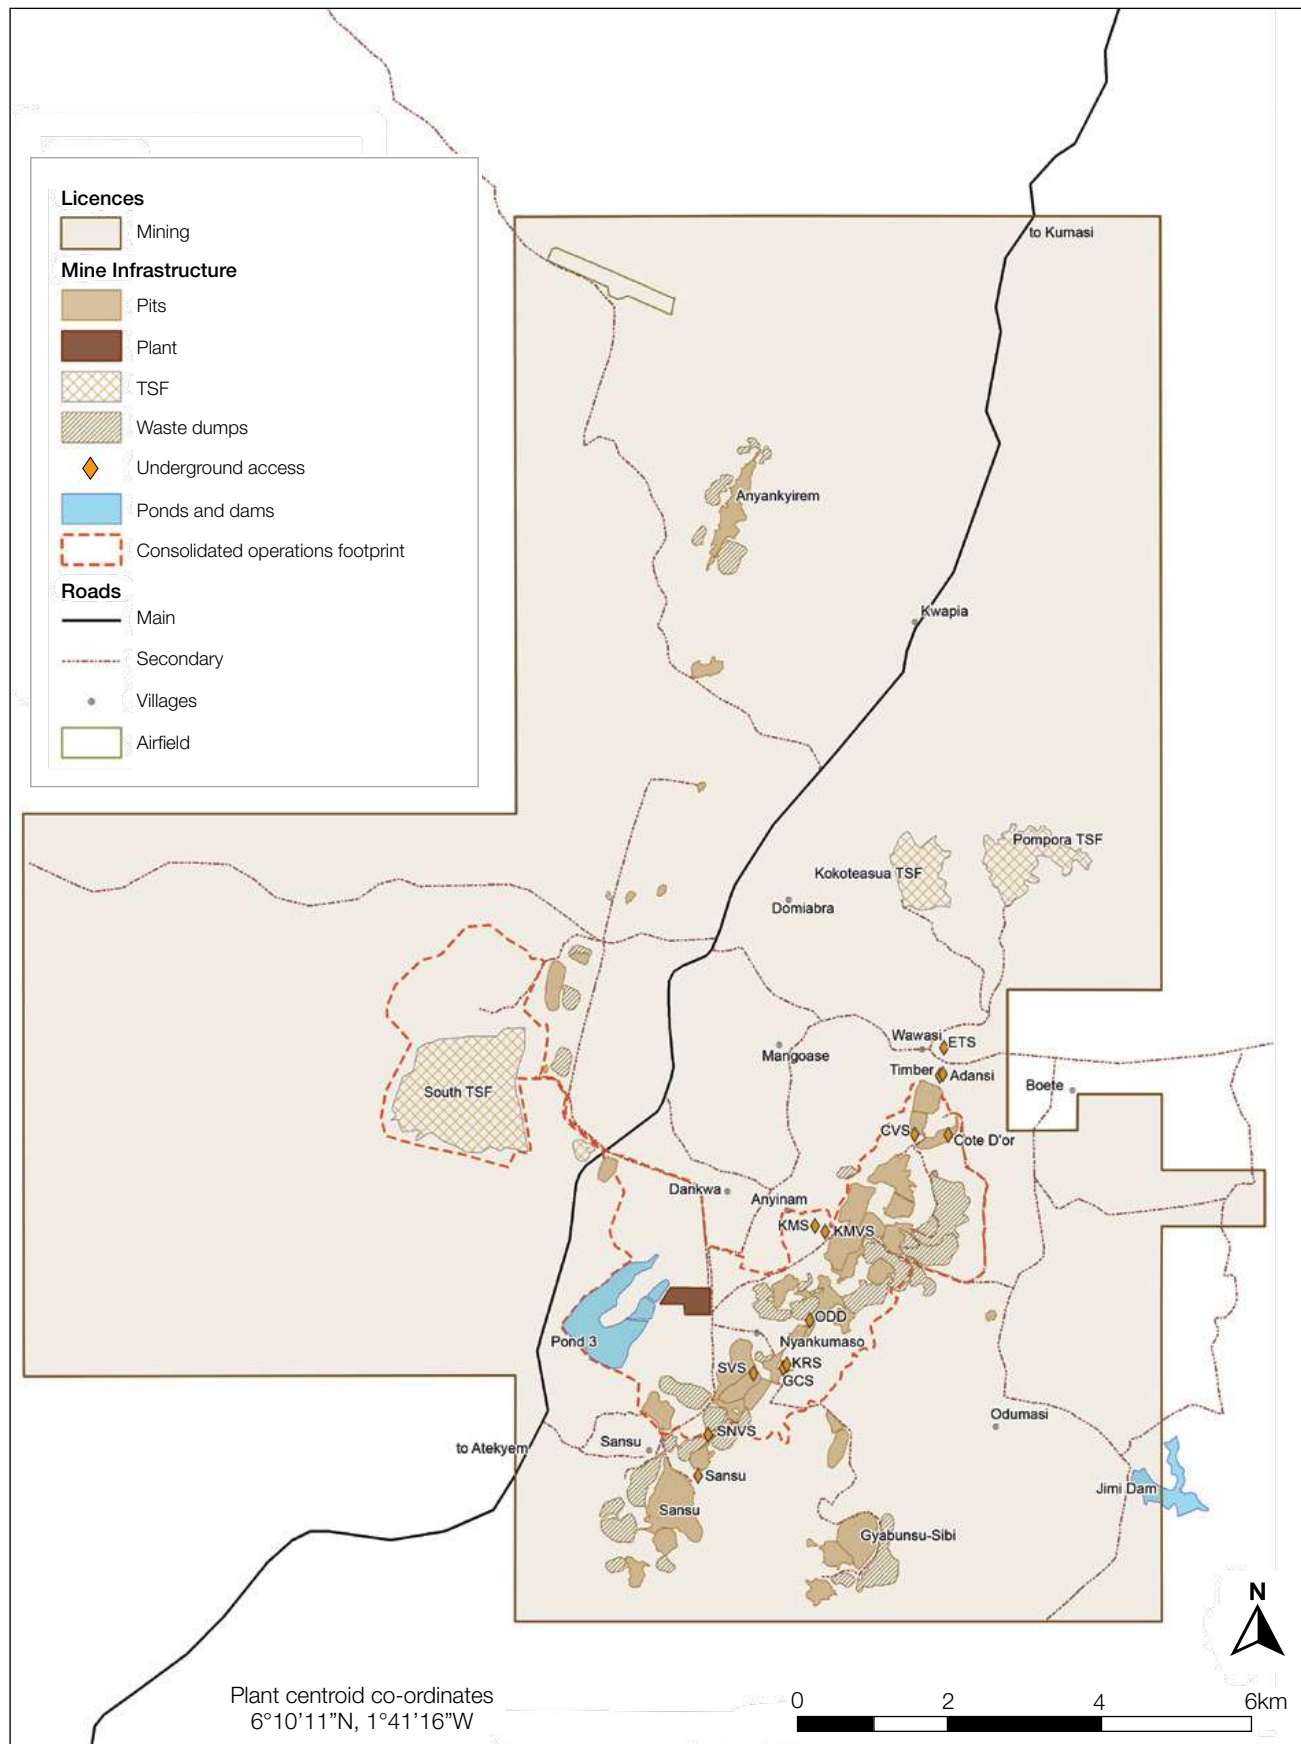 Licences
Mining
Mine Infrastructure
Pits
Plant
TSF
Waste dumps
Underground access
Ponds and dams
Consolidated operations footprint
Roads
Main
Secondary
Villages
Airfield
to Kumasi
Anyankyirem
Kwapia
Pompora TSF
Kokoteasua TSF
Domiabra
Wawasi
ETS
Mangoase
Timber
Adansi
Boete
South TSF
CVS
Cote D'or
Dankwa
Anyinam
KMS
KMVS
ODD
Pond 3
Nyankumaso
SVS
KRS
GCS
Odumasi
SNVS
Sansu
to Atekyem
Sansu
Jimi Dam
Sansu
Gyabunsu-Sibi
N
Plant centroid co-ordinates
6°10'11”N, 1°41'16”W
0 2 4 6km